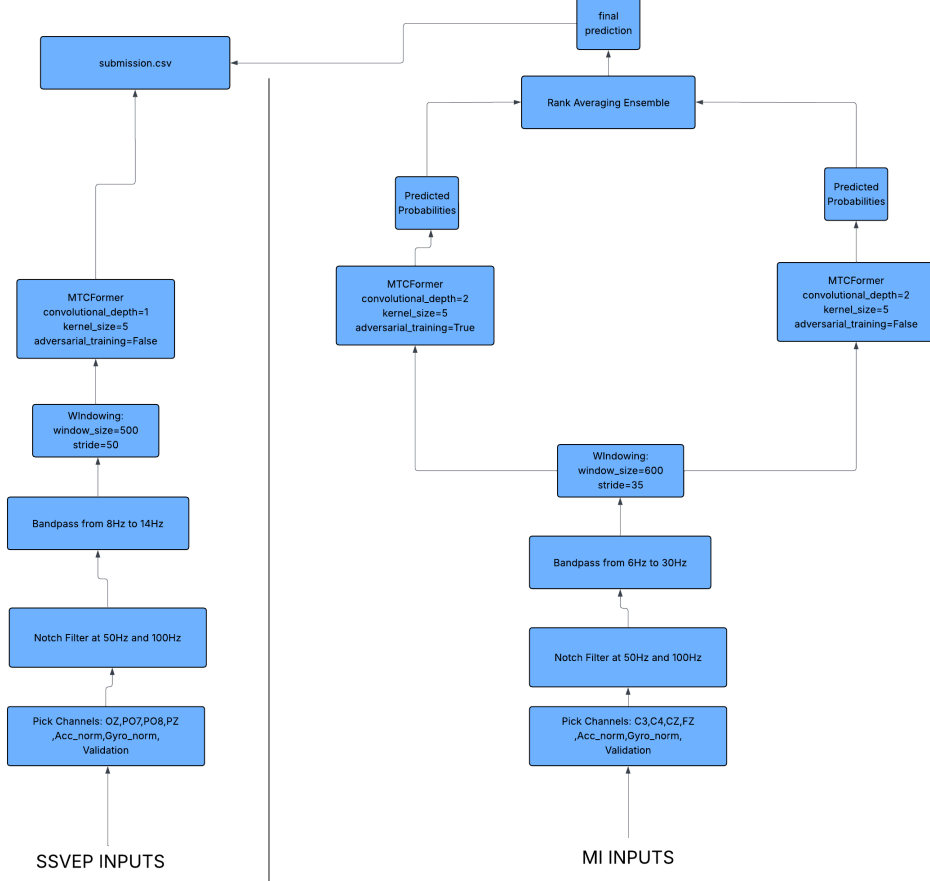 final
prediction
submission.csv
Rank Averaging Ensemble
Predicted
Probabilities
Predicted
Probabilities
MTCFormer
convolutional_depth=1
kernel_size=5
adversarial_training=False
MTCFormer
convolutional_depth=2
kernel_size=5
adversarial_training=True
MTCFormer
convolutional_depth=2
kernel_size=5
adversarial_training=False
WIndowing:
window_size=500
stride=50
WIndowing:
window_size=600
stride=35
Bandpass from 8Hz to 14Hz
Bandpass from 6Hz to 30Hz
Notch Filter at 50Hz and 100Hz
Notch Filter at 50Hz and 100Hz
Pick Channels: OZ,PO7,PO8,PZ
,Acc_norm,Gyro_norm,
Validation
Pick Channels: C3,C4,CZ,FZ
,Acc_norm,Gyro_norm,
Validation
SSVEP INPUTS
MI INPUTS